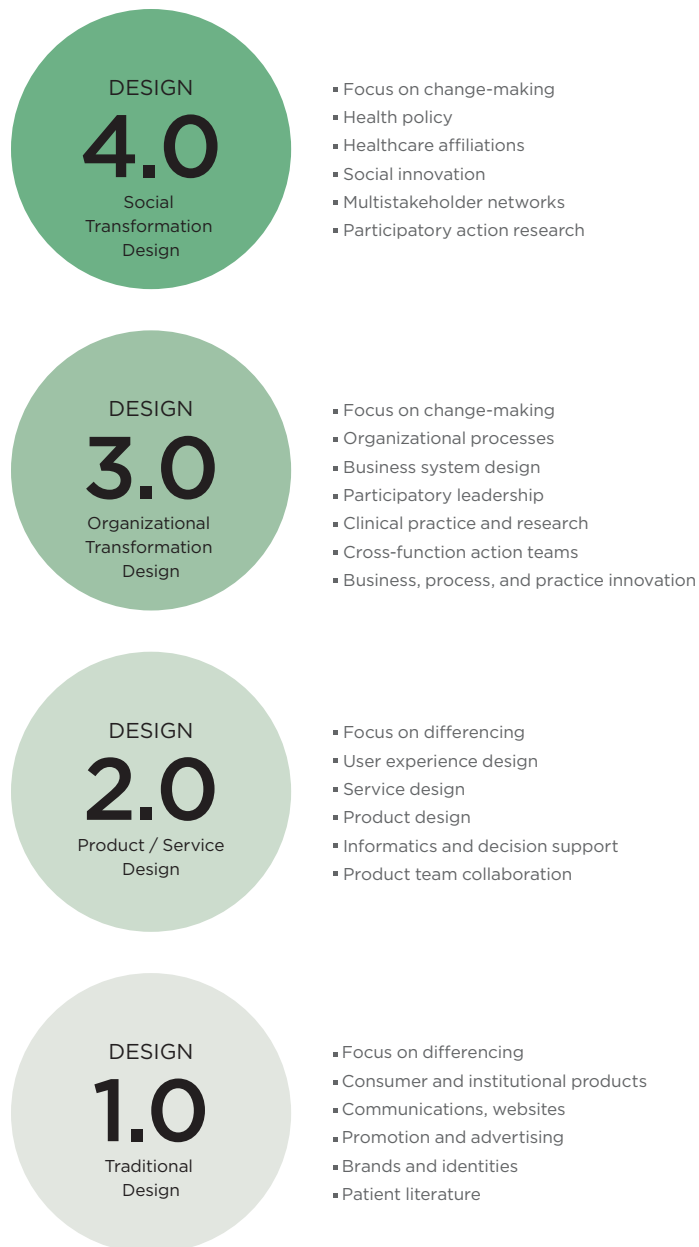 DESIGN
4.0
Social
Transformation
Design
▪ Focus on change-making
▪ Health policy
▪ Healthcare affiliations
▪ Social innovation
▪ Multistakeholder networks
▪ Participatory action research
DESIGN
3.0
Organizational
Transformation
Design
▪ Focus on change-making
▪ Organizational processes
▪ Business system design
▪ Participatory leadership
▪ Clinical practice and research
▪ Cross-function action teams
▪ Business, process, and practice innovation
DESIGN
2.0
Product / Service
Design
▪ Focus on differencing
▪ User experience design
▪ Service design
▪ Product design
▪ Informatics and decision support
▪ Product team collaboration
DESIGN
1.0
Traditional
Design
▪ Focus on differencing
▪ Consumer and institutional products
▪ Communications, websites
▪ Promotion and advertising
▪ Brands and identities
▪ Patient literature